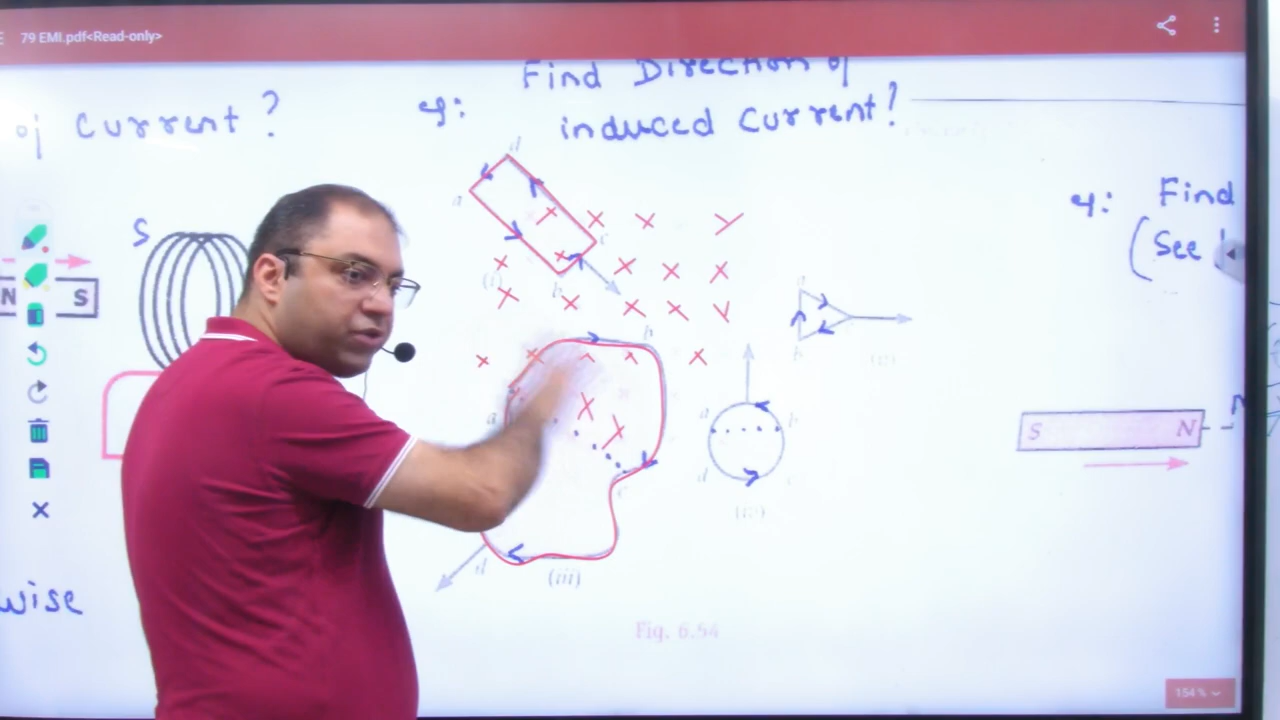 79 EMI.pdf<Read-only>
Find Direction of
of current ?
q:
induced current!
q: Find
(See
S
N S
a
d
c
b
(i)
a
b
b
a
b
c
d
d
c
(iii)
S N
wise
Fig. 6.54
154 %